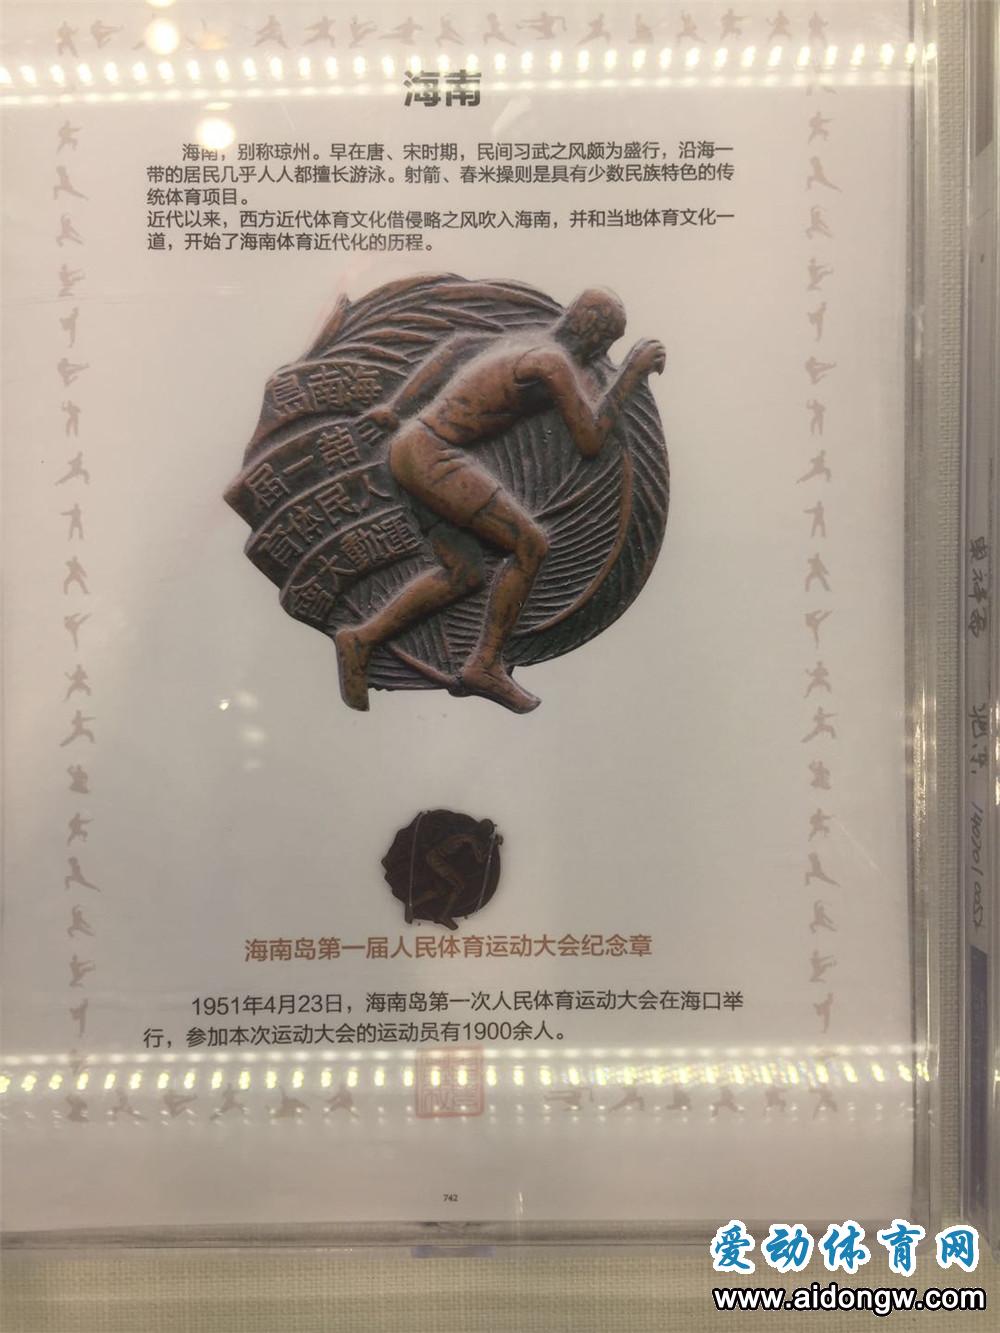 海南
海南，别称琼州。早在唐、宋时期，民间习武之风颇为盛行，沿海一
带的居民几乎人人都擅长游泳。射箭、舂米操则是具有少数民族特色的传
统体育项目。
近代以来，西方近代体育文化借侵略之风吹入海南，并和当地体育文化一
道，开始了海南体育近代化的历程。
海南島
第一届
人民体育
運動大會
海南岛第一届人民体育运动大会纪念章
1951年4月23日，海南岛第一次人民体育运动大会在海口举
行，参加本次运动大会的运动员有1900余人。
742
爱动体育网
www.aidongw.com